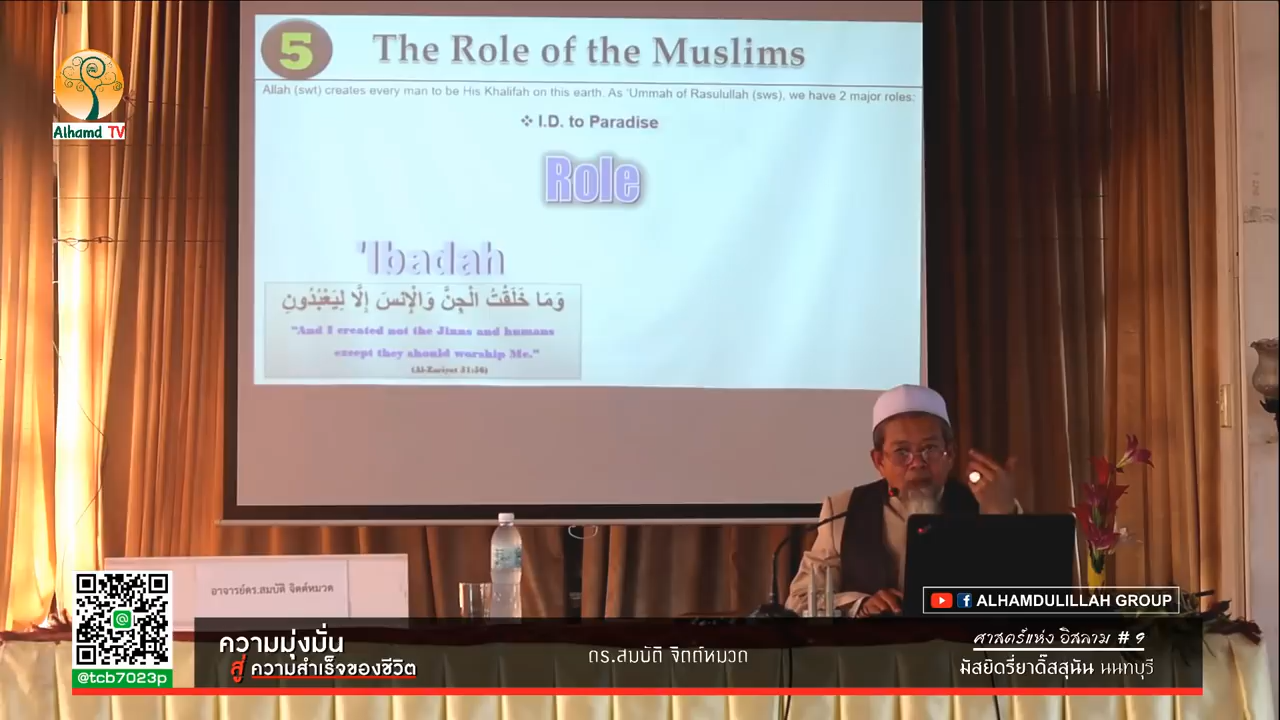 5
The Role of the Muslims
Allah (swt) creates every man to be His Khalifah on this earth. As 'Ummah of Rasulullah (sws), we have 2 major roles:
❖ I.D. to Paradise
Role
'Ibadah
وَمَا خَلَقْتُ الْجِنَّ وَالْإِنسَ إِلَّا لِيَعْبُدُونِ
"And I created not the Jinns and humans
except they should worship Me."
(Al-Zariyat 51:56)
Alhamd TV
อาจารย์ดร.สมบัติ จิตต์หมวด
ALHAMDULILLAH GROUP
ความมุ่งมั่น
สู่ ความสำเร็จของชีวิต
ดร.สมบัติ จิตต์หมวด
ศาสตร์แห่ง อิสลาม # 9
มัสยิดรี่ยาดิ๊สสุนัน นนทบุรี
@tcb7023p